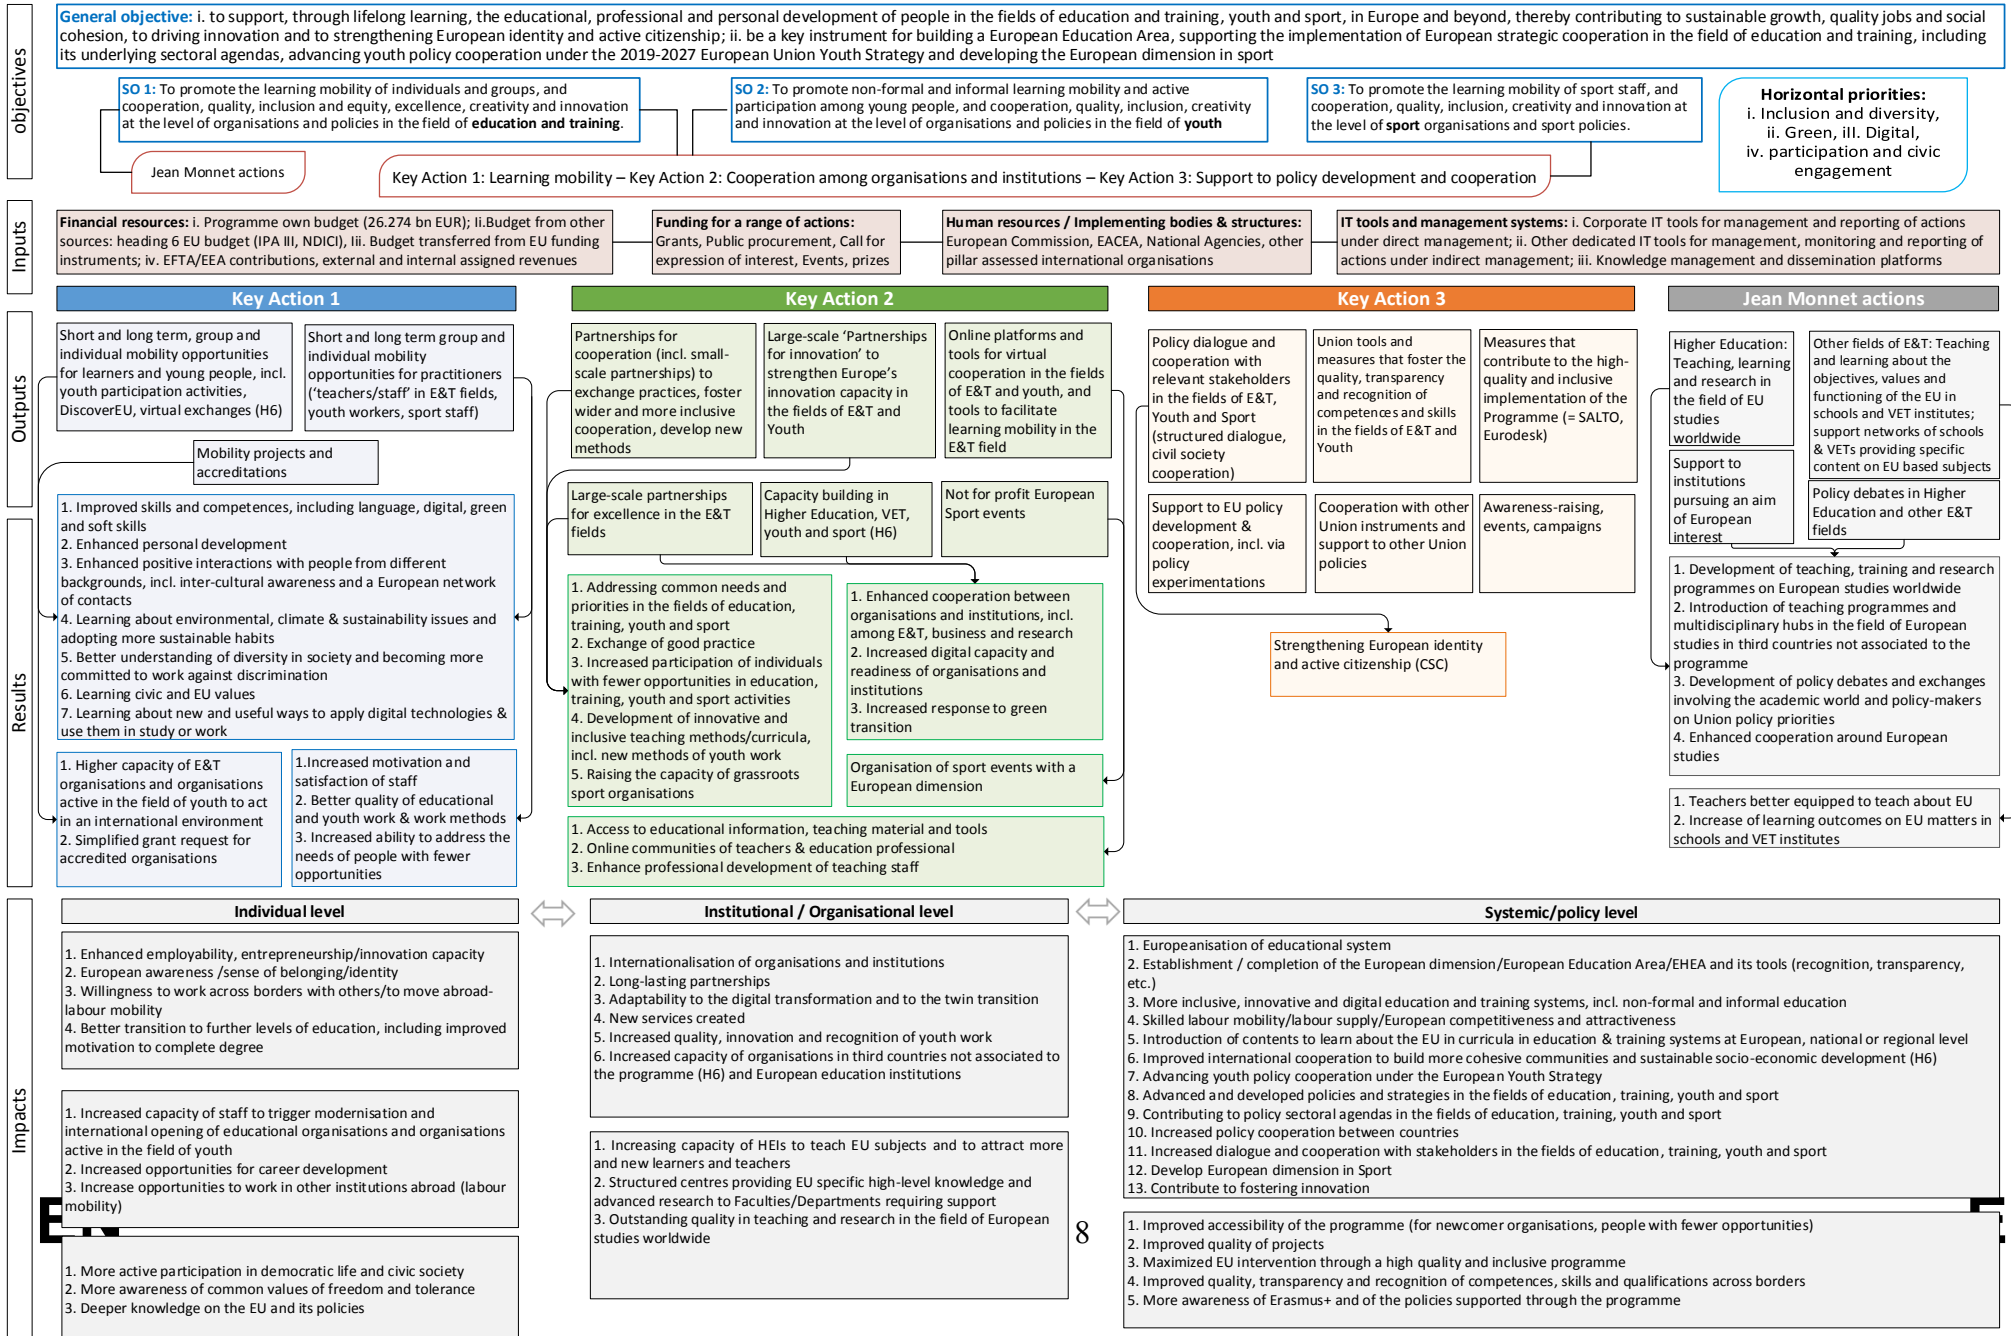 objectives
General objective: i. to support, through lifelong learning, the educational, professional and personal development of people in the fields of education and training, youth and sport, in Europe and beyond, thereby contributing to sustainable growth, quality jobs and social
cohesion, to driving innovation and to strengthening European identity and active citizenship; ii. be a key instrument for building a European Education Area, supporting the implementation of European strategic cooperation in the field of education and training, including
its underlying sectoral agendas, advancing youth policy cooperation under the 2019-2027 European Union Youth Strategy and developing the European dimension in sport
SO 1: To promote the learning mobility of individuals and groups, and
cooperation, quality, inclusion and equity, excellence, creativity and innovation
at the level of organisations and policies in the field of education and training.
SO 2: To promote non-formal and informal learning mobility and active
participation among young people, and cooperation, quality, inclusion, creativity
and innovation at the level of organisations and policies in the field of youth
SO 3: To promote the learning mobility of sport staff, and
cooperation, quality, inclusion, creativity and innovation at
the level of sport organisations and sport policies.
Horizontal priorities:
i. Inclusion and diversity,
ii. Green, iII. Digital,
iv. participation and civic
engagement
Jean Monnet actions
Key Action 1: Learning mobility – Key Action 2: Cooperation among organisations and institutions – Key Action 3: Support to policy development and cooperation
Inputs
Financial resources: i. Programme own budget (26.274 bn EUR); Ii.Budget from other
sources: heading 6 EU budget (IPA III, NDICI), Iii. Budget transferred from EU funding
instruments; iv. EFTA/EEA contributions, external and internal assigned revenues
Funding for a range of actions:
Grants, Public procurement, Call for
expression of interest, Events, prizes
Human resources / Implementing bodies & structures:
European Commission, EACEA, National Agencies, other
pillar assessed international organisations
IT tools and management systems: i. Corporate IT tools for management and reporting of actions
under direct management; ii. Other dedicated IT tools for management, monitoring and reporting of
actions under indirect management; iii. Knowledge management and dissemination platforms
Key Action 1
Key Action 2
Key Action 3
Jean Monnet actions
Outputs
Short and long term, group and
individual mobility opportunities
for learners and young people, incl.
youth participation activities,
DiscoverEU, virtual exchanges (H6)
Short and long term group and
individual mobility
opportunities for practitioners
('teachers/staff' in E&T fields,
youth workers, sport staff)
Mobility projects and
accreditations
Partnerships for
cooperation (incl. small-
scale partnerships) to
exchange practices, foster
wider and more inclusive
cooperation, develop new
methods
Large-scale 'Partnerships
for innovation' to
strengthen Europe's
innovation capacity in
the fields of E&T and
Youth
Online platforms and
tools for virtual
cooperation in the fields
of E&T and youth, and
tools to facilitate
learning mobility in the
E&T field
Large-scale partnerships
for excellence in the E&T
fields
Capacity building in
Higher Education, VET,
youth and sport (H6)
Not for profit European
Sport events
Policy dialogue and
cooperation with
relevant stakeholders
in the fields of E&T,
Youth and Sport
(structured dialogue,
civil society
cooperation)
Union tools and
measures that foster the
quality, transparency
and recognition of
competences and skills
in the fields of E&T and
Youth
Measures that
contribute to the high-
quality and inclusive
implementation of the
Programme (= SALTO,
Eurodesk)
Support to EU policy
development &
cooperation, incl. via
policy
experimentations
Cooperation with other
Union instruments and
support to other Union
policies
Awareness-raising,
events, campaigns
Higher Education:
Teaching, learning
and research in
the field of EU
studies
worldwide
Other fields of E&T: Teaching
and learning about the
objectives, values and
functioning of the EU in
schools and VET institutes;
support networks of schools
& VETs providing specific
content on EU based subjects
Support to
institutions
pursuing an aim
of European
interest
Policy debates in Higher
Education and other E&T
fields
Results
1. Improved skills and competences, including language, digital, green
and soft skills
2. Enhanced personal development
3. Enhanced positive interactions with people from different
backgrounds, incl. inter-cultural awareness and a European network
of contacts
4. Learning about environmental, climate & sustainability issues and
adopting more sustainable habits
5. Better understanding of diversity in society and becoming more
committed to work against discrimination
6. Learning civic and EU values
7. Learning about new and useful ways to apply digital technologies &
use them in study or work
1. Higher capacity of E&T
organisations and organisations
active in the field of youth to act
in an international environment
2. Simplified grant request for
accredited organisations
1.Increased motivation and
satisfaction of staff
2. Better quality of educational
and youth work & work methods
3. Increased ability to address the
needs of people with fewer
opportunities
1. Addressing common needs and
priorities in the fields of education,
training, youth and sport
2. Exchange of good practice
3. Increased participation of individuals
with fewer opportunities in education,
training, youth and sport activities
4. Development of innovative and
inclusive teaching methods/curricula,
incl. new methods of youth work
5. Raising the capacity of grassroots
sport organisations
1. Enhanced cooperation between
organisations and institutions, incl.
among E&T, business and research
2. Increased digital capacity and
readiness of organisations and
institutions
3. Increased response to green
transition
Organisation of sport events with a
European dimension
1. Access to educational information, teaching material and tools
2. Online communities of teachers & education professional
3. Enhance professional development of teaching staff
Strengthening European identity
and active citizenship (CSC)
1. Development of teaching, training and research
programmes on European studies worldwide
2. Introduction of teaching programmes and
multidisciplinary hubs in the field of European
studies in third countries not associated to the
programme
3. Development of policy debates and exchanges
involving the academic world and policy-makers
on Union policy priorities
4. Enhanced cooperation around European
studies
1. Teachers better equipped to teach about EU
2. Increase of learning outcomes on EU matters in
schools and VET institutes
Impacts
Individual level
Institutional / Organisational level
Systemic/policy level
1. Enhanced employability, entrepreneurship/innovation capacity
2. European awareness /sense of belonging/identity
3. Willingness to work across borders with others/to move abroad-
labour mobility
4. Better transition to further levels of education, including improved
motivation to complete degree
1. Increased capacity of staff to trigger modernisation and
international opening of educational organisations and organisations
active in the field of youth
2. Increased opportunities for career development
3. Increase opportunities to work in other institutions abroad (labour
mobility)
1. More active participation in democratic life and civic society
2. More awareness of common values of freedom and tolerance
3. Deeper knowledge on the EU and its policies
1. Internationalisation of organisations and institutions
2. Long-lasting partnerships
3. Adaptability to the digital transformation and to the twin transition
4. New services created
5. Increased quality, innovation and recognition of youth work
6. Increased capacity of organisations in third countries not associated to
the programme (H6) and European education institutions
1. Increasing capacity of HEIs to teach EU subjects and to attract more
and new learners and teachers
2. Structured centres providing EU specific high-level knowledge and
advanced research to Faculties/Departments requiring support
3. Outstanding quality in teaching and research in the field of European
studies worldwide
1. Europeanisation of educational system
2. Establishment / completion of the European dimension/European Education Area/EHEA and its tools (recognition, transparency,
etc.)
3. More inclusive, innovative and digital education and training systems, incl. non-formal and informal education
4. Skilled labour mobility/labour supply/European competitiveness and attractiveness
5. Introduction of contents to learn about the EU in curricula in education & training systems at European, national or regional level
6. Improved international cooperation to build more cohesive communities and sustainable socio-economic development (H6)
7. Advancing youth policy cooperation under the European Youth Strategy
8. Advanced and developed policies and strategies in the fields of education, training, youth and sport
9. Contributing to policy sectoral agendas in the fields of education, training, youth and sport
10. Increased policy cooperation between countries
11. Increased dialogue and cooperation with stakeholders in the fields of education, training, youth and sport
12. Develop European dimension in Sport
13. Contribute to fostering innovation
1. Improved accessibility of the programme (for newcomer organisations, people with fewer opportunities)
2. Improved quality of projects
3. Maximized EU intervention through a high quality and inclusive programme
4. Improved quality, transparency and recognition of competences, skills and qualifications across borders
5. More awareness of Erasmus+ and of the policies supported through the programme
8